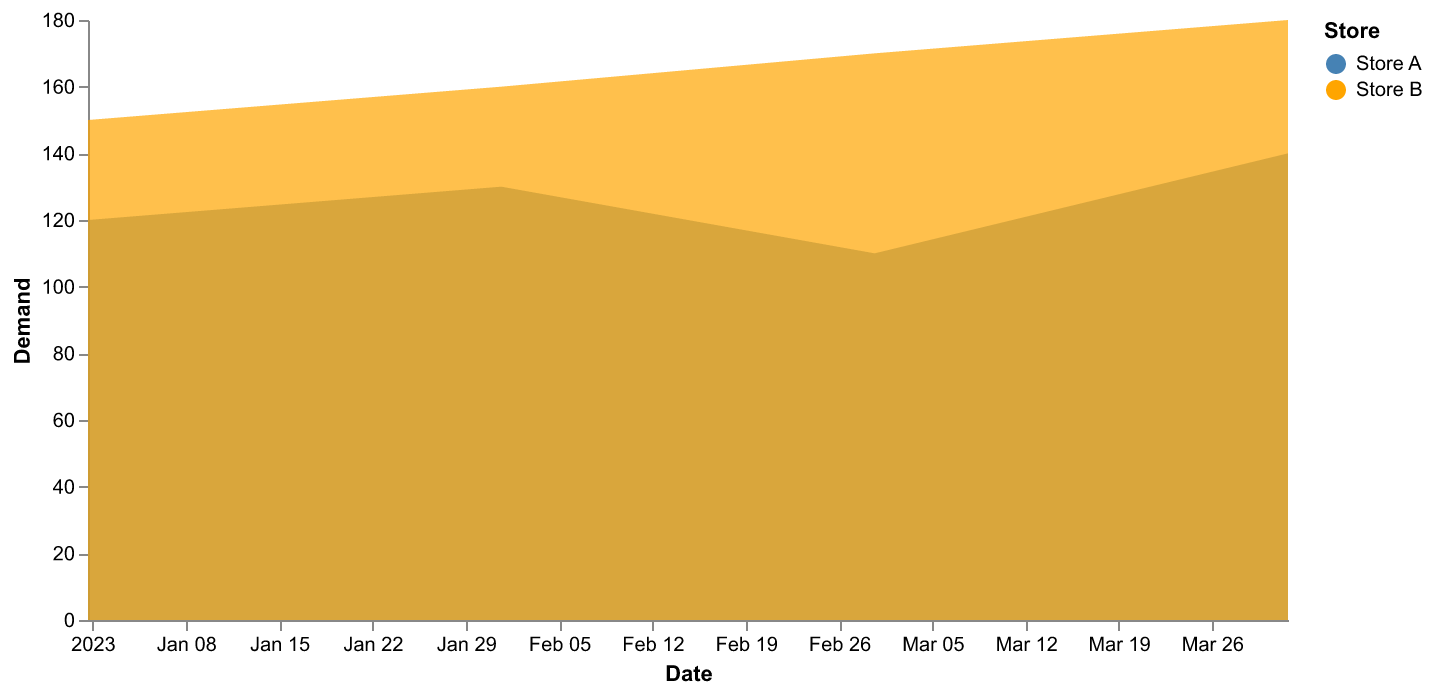 180
160
140
120
100
80
60
40
20
0
Demand
2023 Jan 08 Jan 15 Jan 22 Jan 29 Feb 05 Feb 12 Feb 19 Feb 26 Mar 05 Mar 12 Mar 19 Mar 26
Date
Store
Store A
Store B